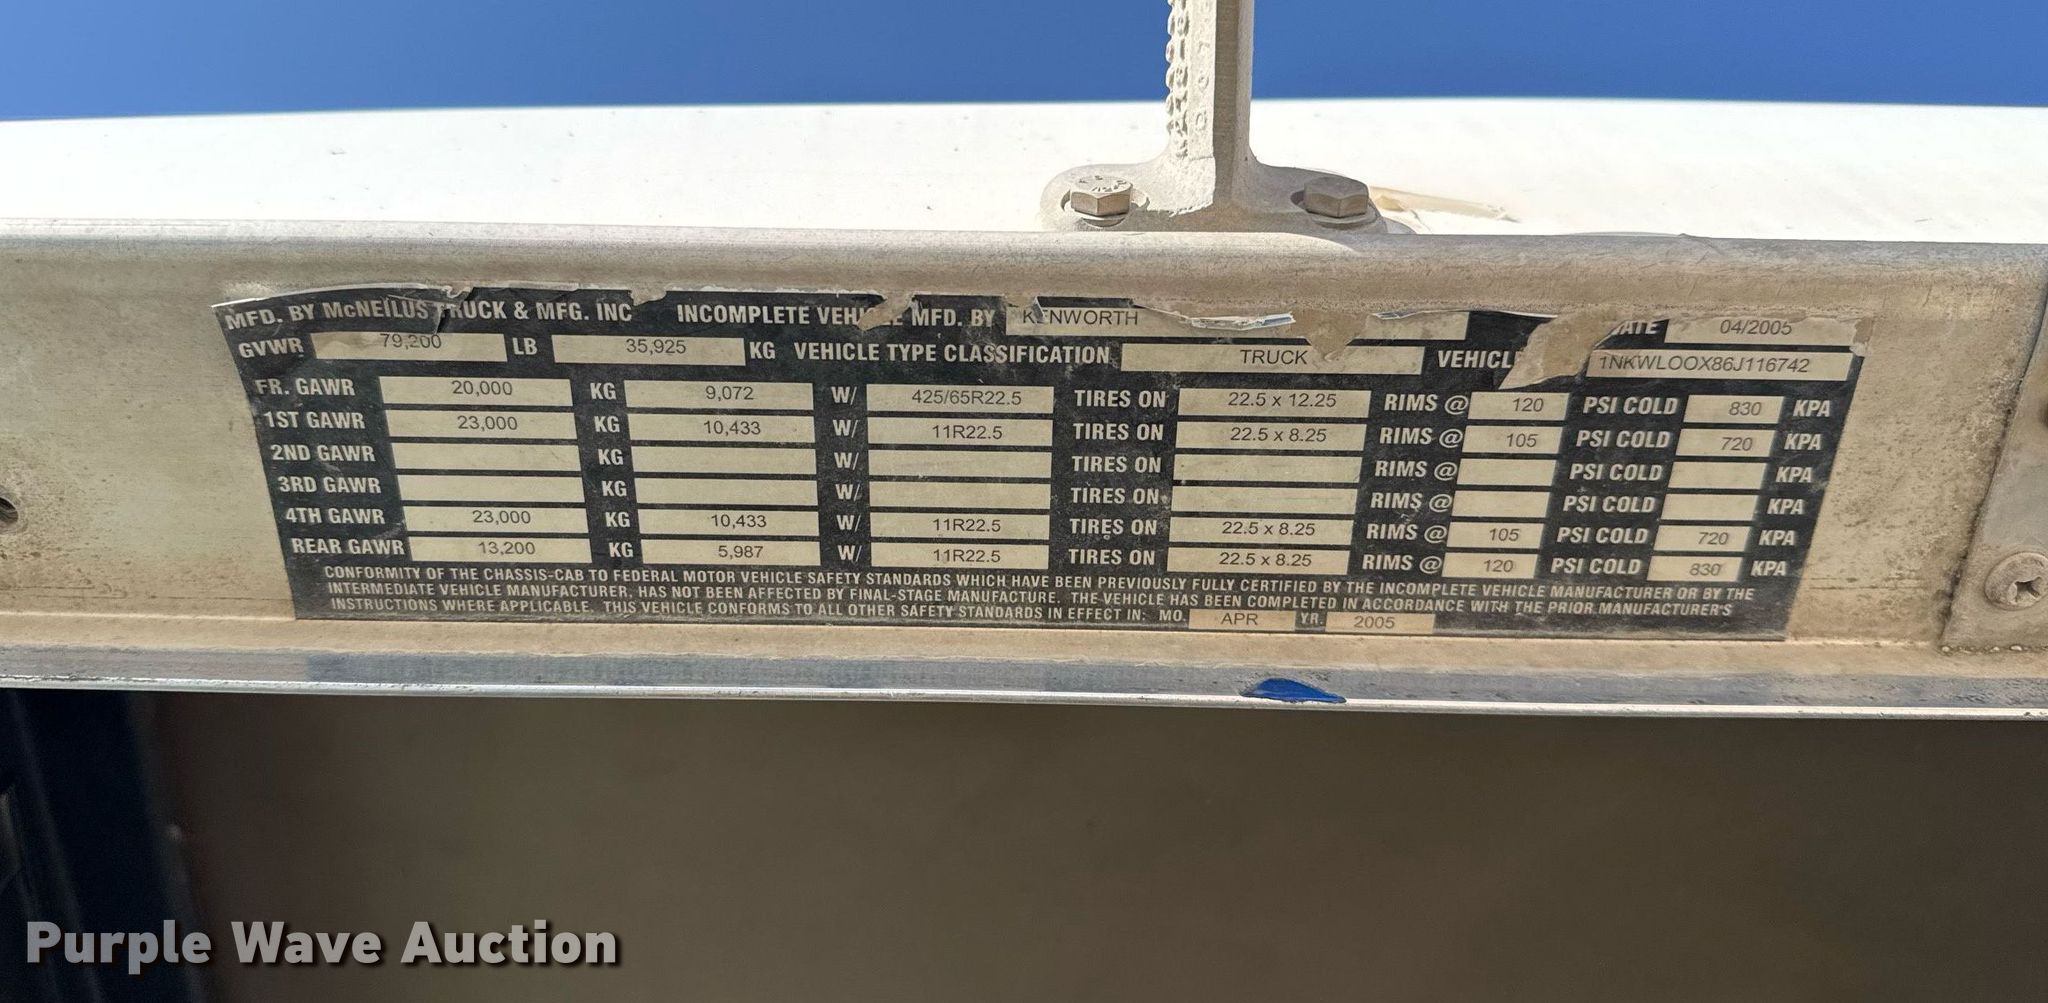 MFD. BY McNEILUS TRUCK & MFG. INC INCOMPLETE VEHICLE MFD. BY KENWORTH DATE 04/2005
GVWR 79,200 LB 35,925 KG VEHICLE TYPE CLASSIFICATION TRUCK VEHICL 1NKWLOOX86J116742
FR. GAWR 20,000 KG 9,072 W/ 425/65R22.5 TIRES ON 22.5 x 12.25 RIMS @ 120 PSI COLD 830 KPA
1ST GAWR 23,000 KG 10,433 W/ 11R22.5 TIRES ON 22.5 x 8.25 RIMS @ 105 PSI COLD 720 KPA
2ND GAWR KG W/ TIRES ON RIMS @ PSI COLD KPA
3RD GAWR KG W/ TIRES ON RIMS @ PSI COLD KPA
4TH GAWR 23,000 KG 10,433 W/ 11R22.5 TIRES ON 22.5 x 8.25 RIMS @ 105 PSI COLD 720 KPA
REAR GAWR 13,200 KG 5,987 W/ 11R22.5 TIRES ON 22.5 x 8.25 RIMS @ 120 PSI COLD 830 KPA
CONFORMITY OF THE CHASSIS-CAB TO FEDERAL MOTOR VEHICLE SAFETY STANDARDS WHICH HAVE BEEN PREVIOUSLY FULLY CERTIFIED BY THE INCOMPLETE VEHICLE MANUFACTURER OR BY THE
INTERMEDIATE VEHICLE MANUFACTURER, HAS NOT BEEN AFFECTED BY FINAL-STAGE MANUFACTURE. THE VEHICLE HAS BEEN COMPLETED IN ACCORDANCE WITH THE PRIOR MANUFACTURER'S
INSTRUCTIONS WHERE APPLICABLE. THIS VEHICLE CONFORMS TO ALL OTHER SAFETY STANDARDS IN EFFECT IN: MO. APR YR. 2005
Purple Wave Auction